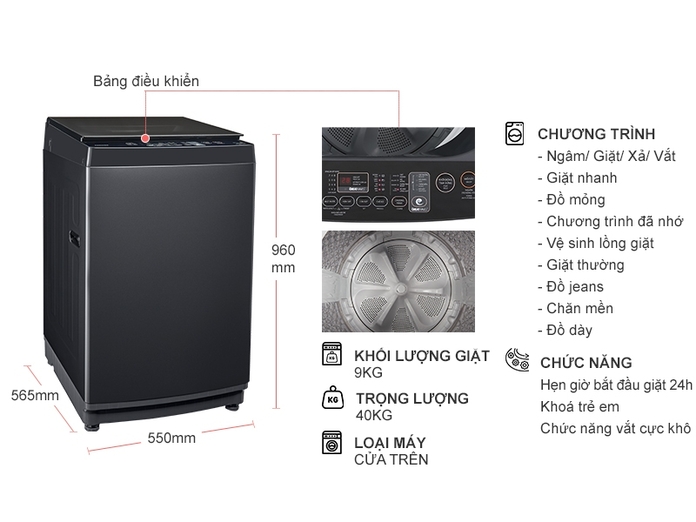 Bảng điều khiển
960
mm
565mm
550mm
KHỐI LƯỢNG GIẶT
9KG
KG
TRỌNG LƯỢNG
40KG
LOẠI MÁY
CỬA TRÊN
CHƯƠNG TRÌNH
- Ngâm/ Giặt/ Xả/ Vắt
- Giặt nhanh
- Đồ mỏng
- Chương trình đã nhớ
- Vệ sinh lồng giặt
- Giặt thường
- Đồ jeans
- Chăn mền
- Đồ dày
CHỨC NĂNG
Hẹn giờ bắt đầu giặt 24h
Khoá trẻ em
Chức năng vắt cực khô